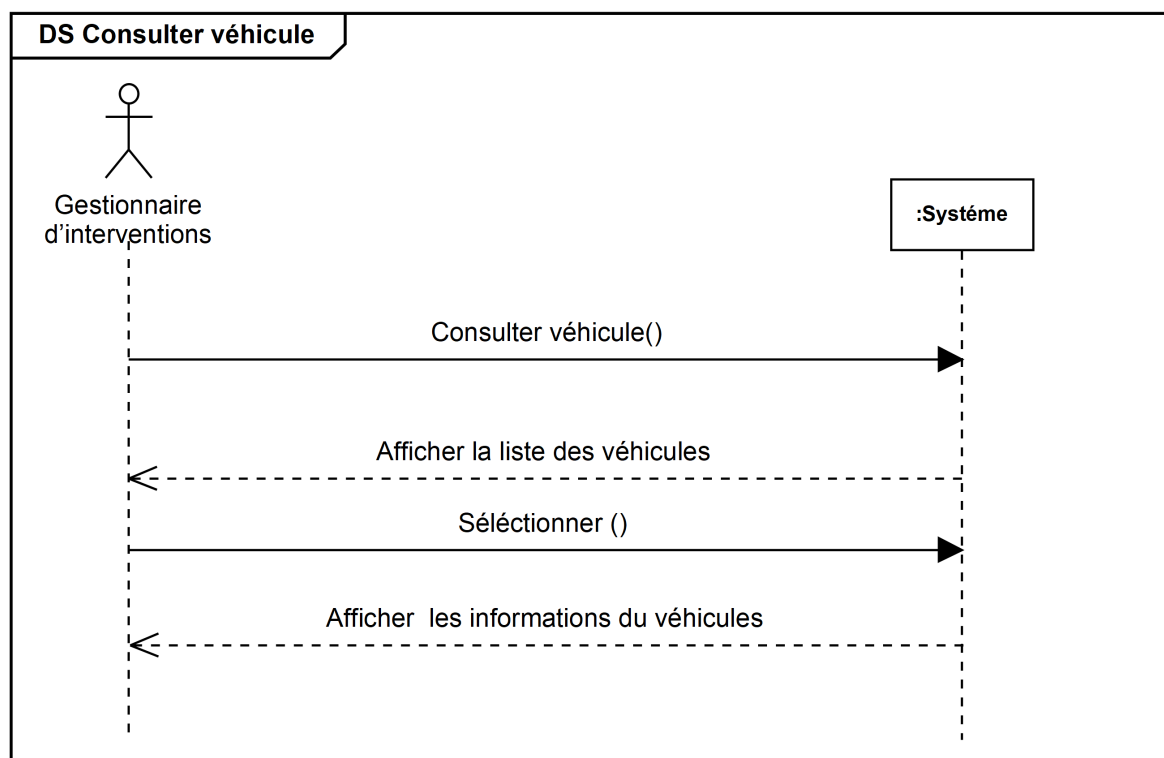 DS Consulter véhicule
Gestionnaire
d'interventions
:Systéme
Consulter véhicule()
Afficher la liste des véhicules
Séléctionner ()
Afficher  les informations du véhicules